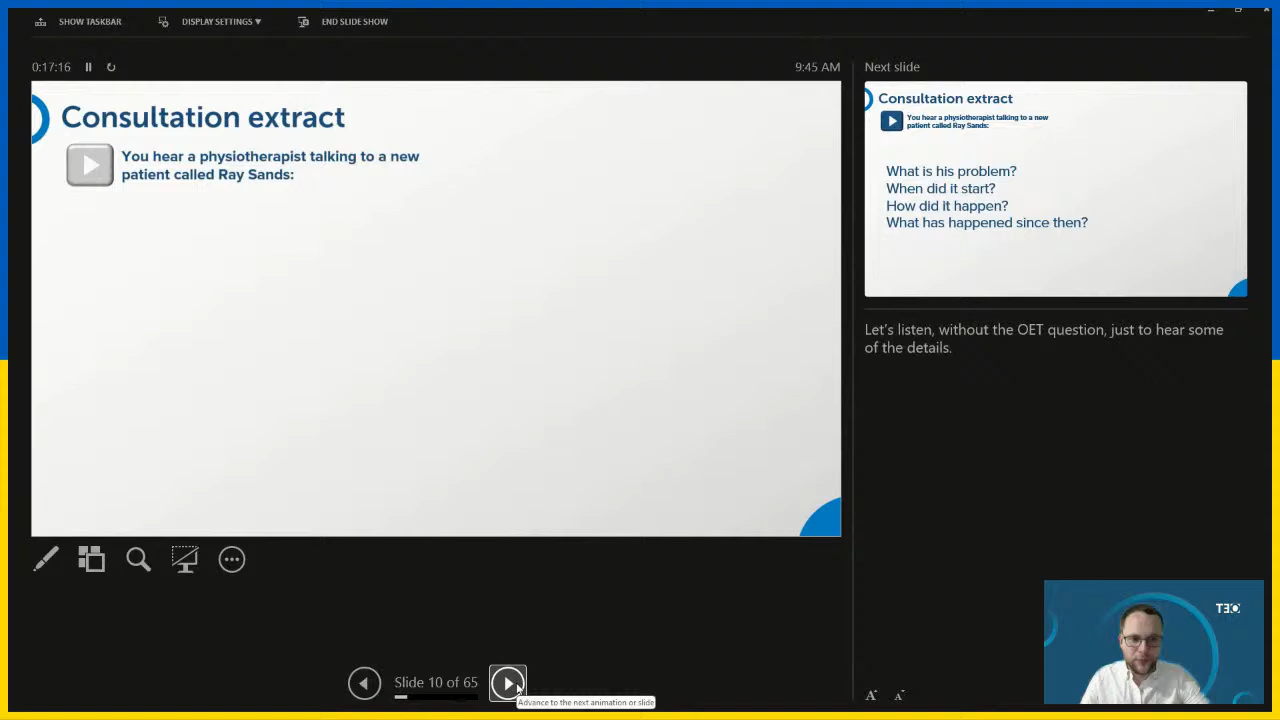 SHOW TASKBAR
DISPLAY SETTINGS ▼
END SLIDE SHOW
0:17:16
9:45 AM
Consultation extract
You hear a physiotherapist talking to a new
patient called Ray Sands:
Next slide
Consultation extract
You hear a physiotherapist talking to a new
patient called Ray Sands:
What is his problem?
When did it start?
How did it happen?
What has happened since then?
Let's listen, without the OET question, just to hear some
of the details.
Slide 10 of 65
Advance to the next animation or slide
A
A
TEO